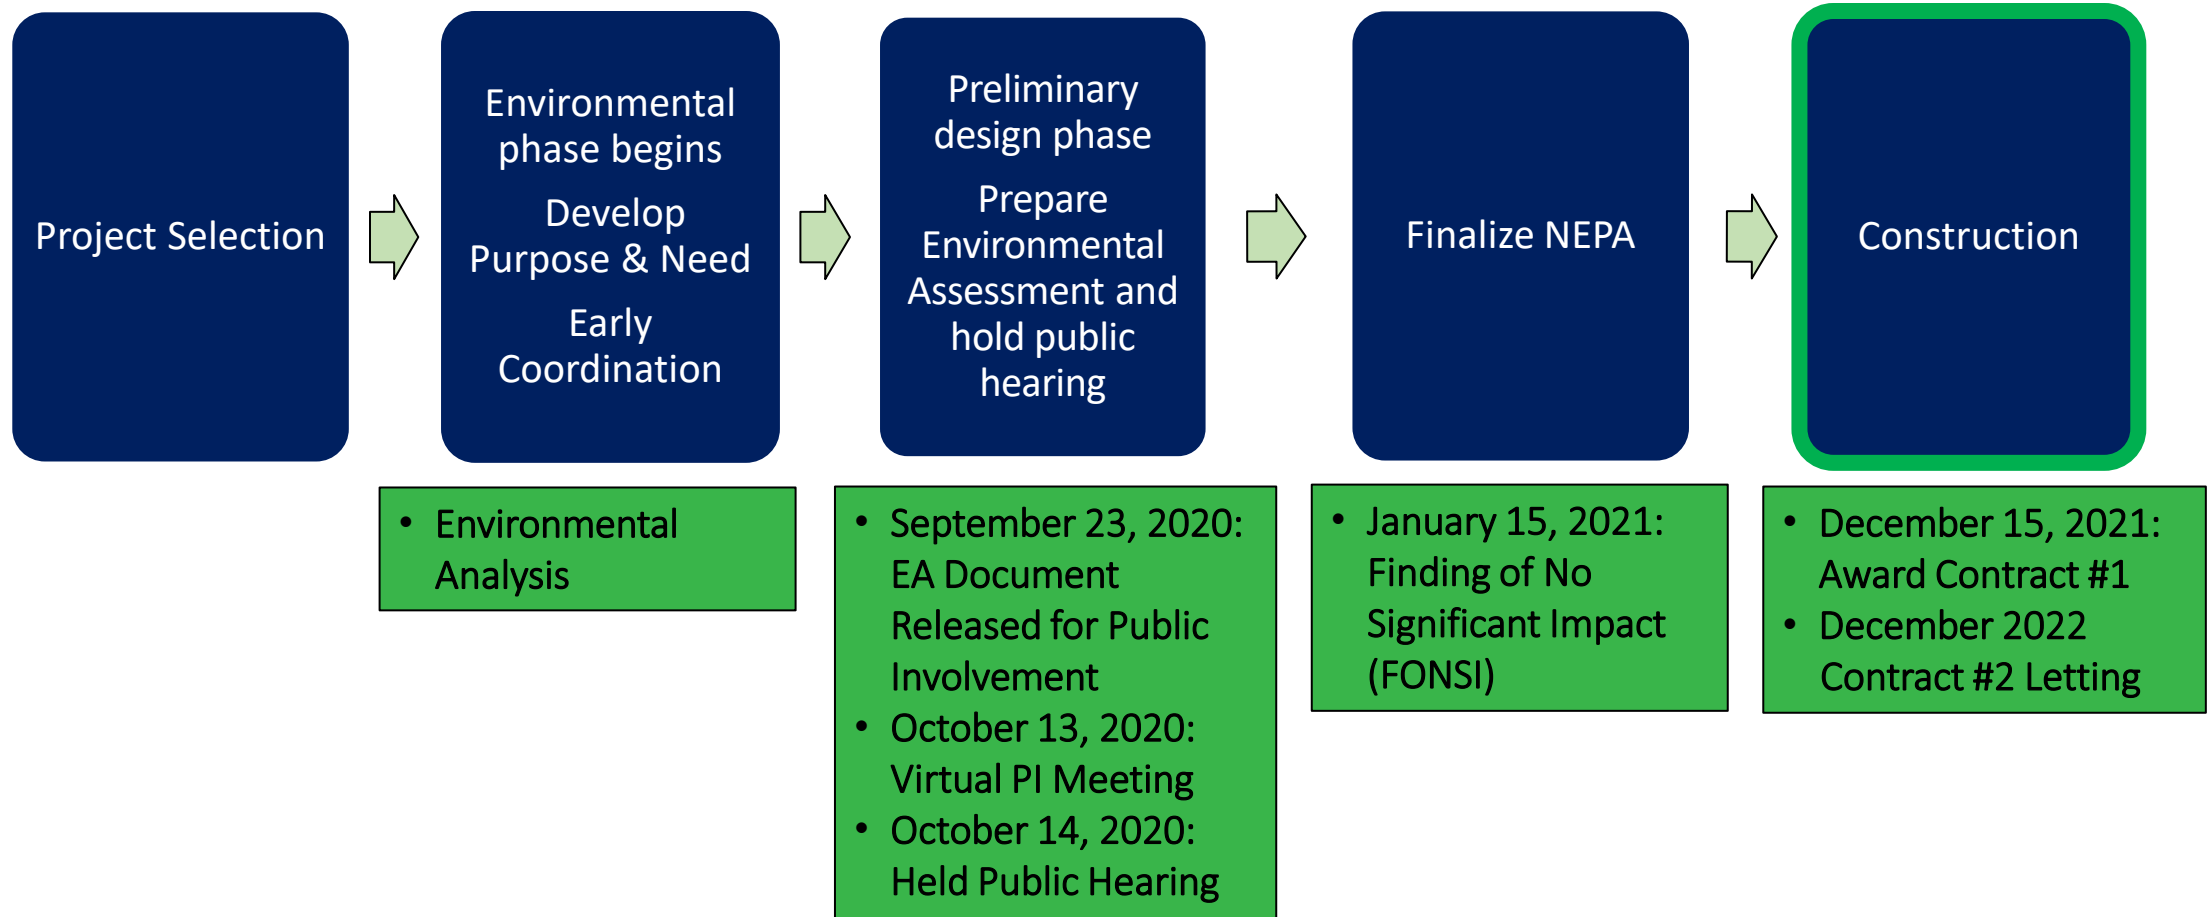 Project Selection
Environmental
phase begins
Develop
Purpose & Need
Early
Coordination
Preliminary
design phase
Prepare
Environmental
Assessment and
hold public
hearing
Finalize NEPA
Construction
• Environmental
Analysis
• September 23, 2020:
EA Document
Released for Public
Involvement
• October 13, 2020:
Virtual PI Meeting
• October 14, 2020:
Held Public Hearing
• January 15, 2021:
Finding of No
Significant Impact
(FONSI)
• December 15, 2021:
Award Contract #1
• December 2022
Contract #2 Letting